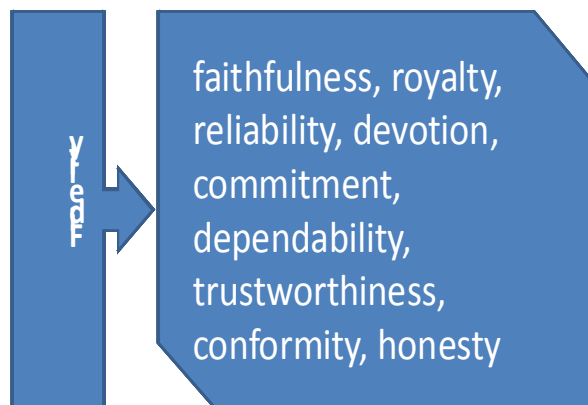 faithfulness, royalty,
reliability, devotion,
commitment,
dependability,
trustworthiness,
conformity, honesty